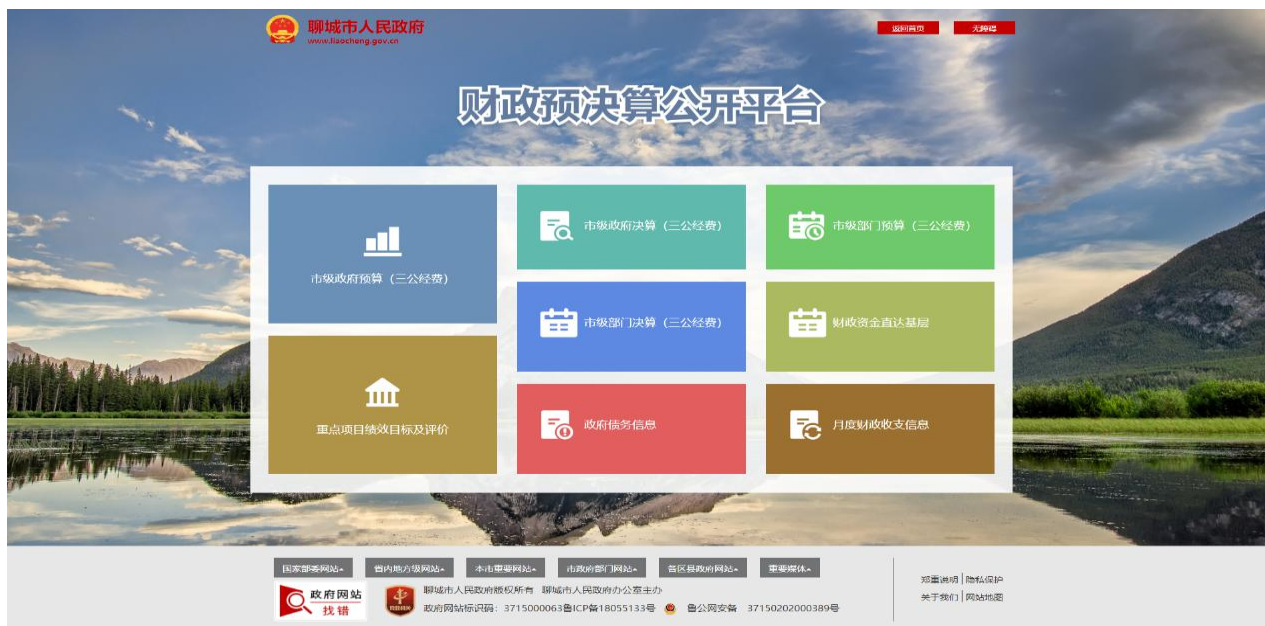 聊城市人民政府
www.liaocheng.gov.cn
返回首页
无障碍
财政预决算公开平台
市级政府预算（三公经费）
市级政府决算（三公经费）
市级部门预算（三公经费）
市级部门决算（三公经费）
财政资金直达基层
重点项目绩效目标及评价
政府债务信息
月度财政收支信息
国家部委网站
省内地方级网站
本市重要网站
市政府部门网站
各区县政府网站
重要媒体
政府网站
找错
聊城市人民政府版权所有 聊城市人民政府办公室主办
政府网站标识码：3715000063鲁ICP备18055133号 鲁公网安备 37150202000389号
郑重说明 | 隐私保护
关于我们 | 网站地图